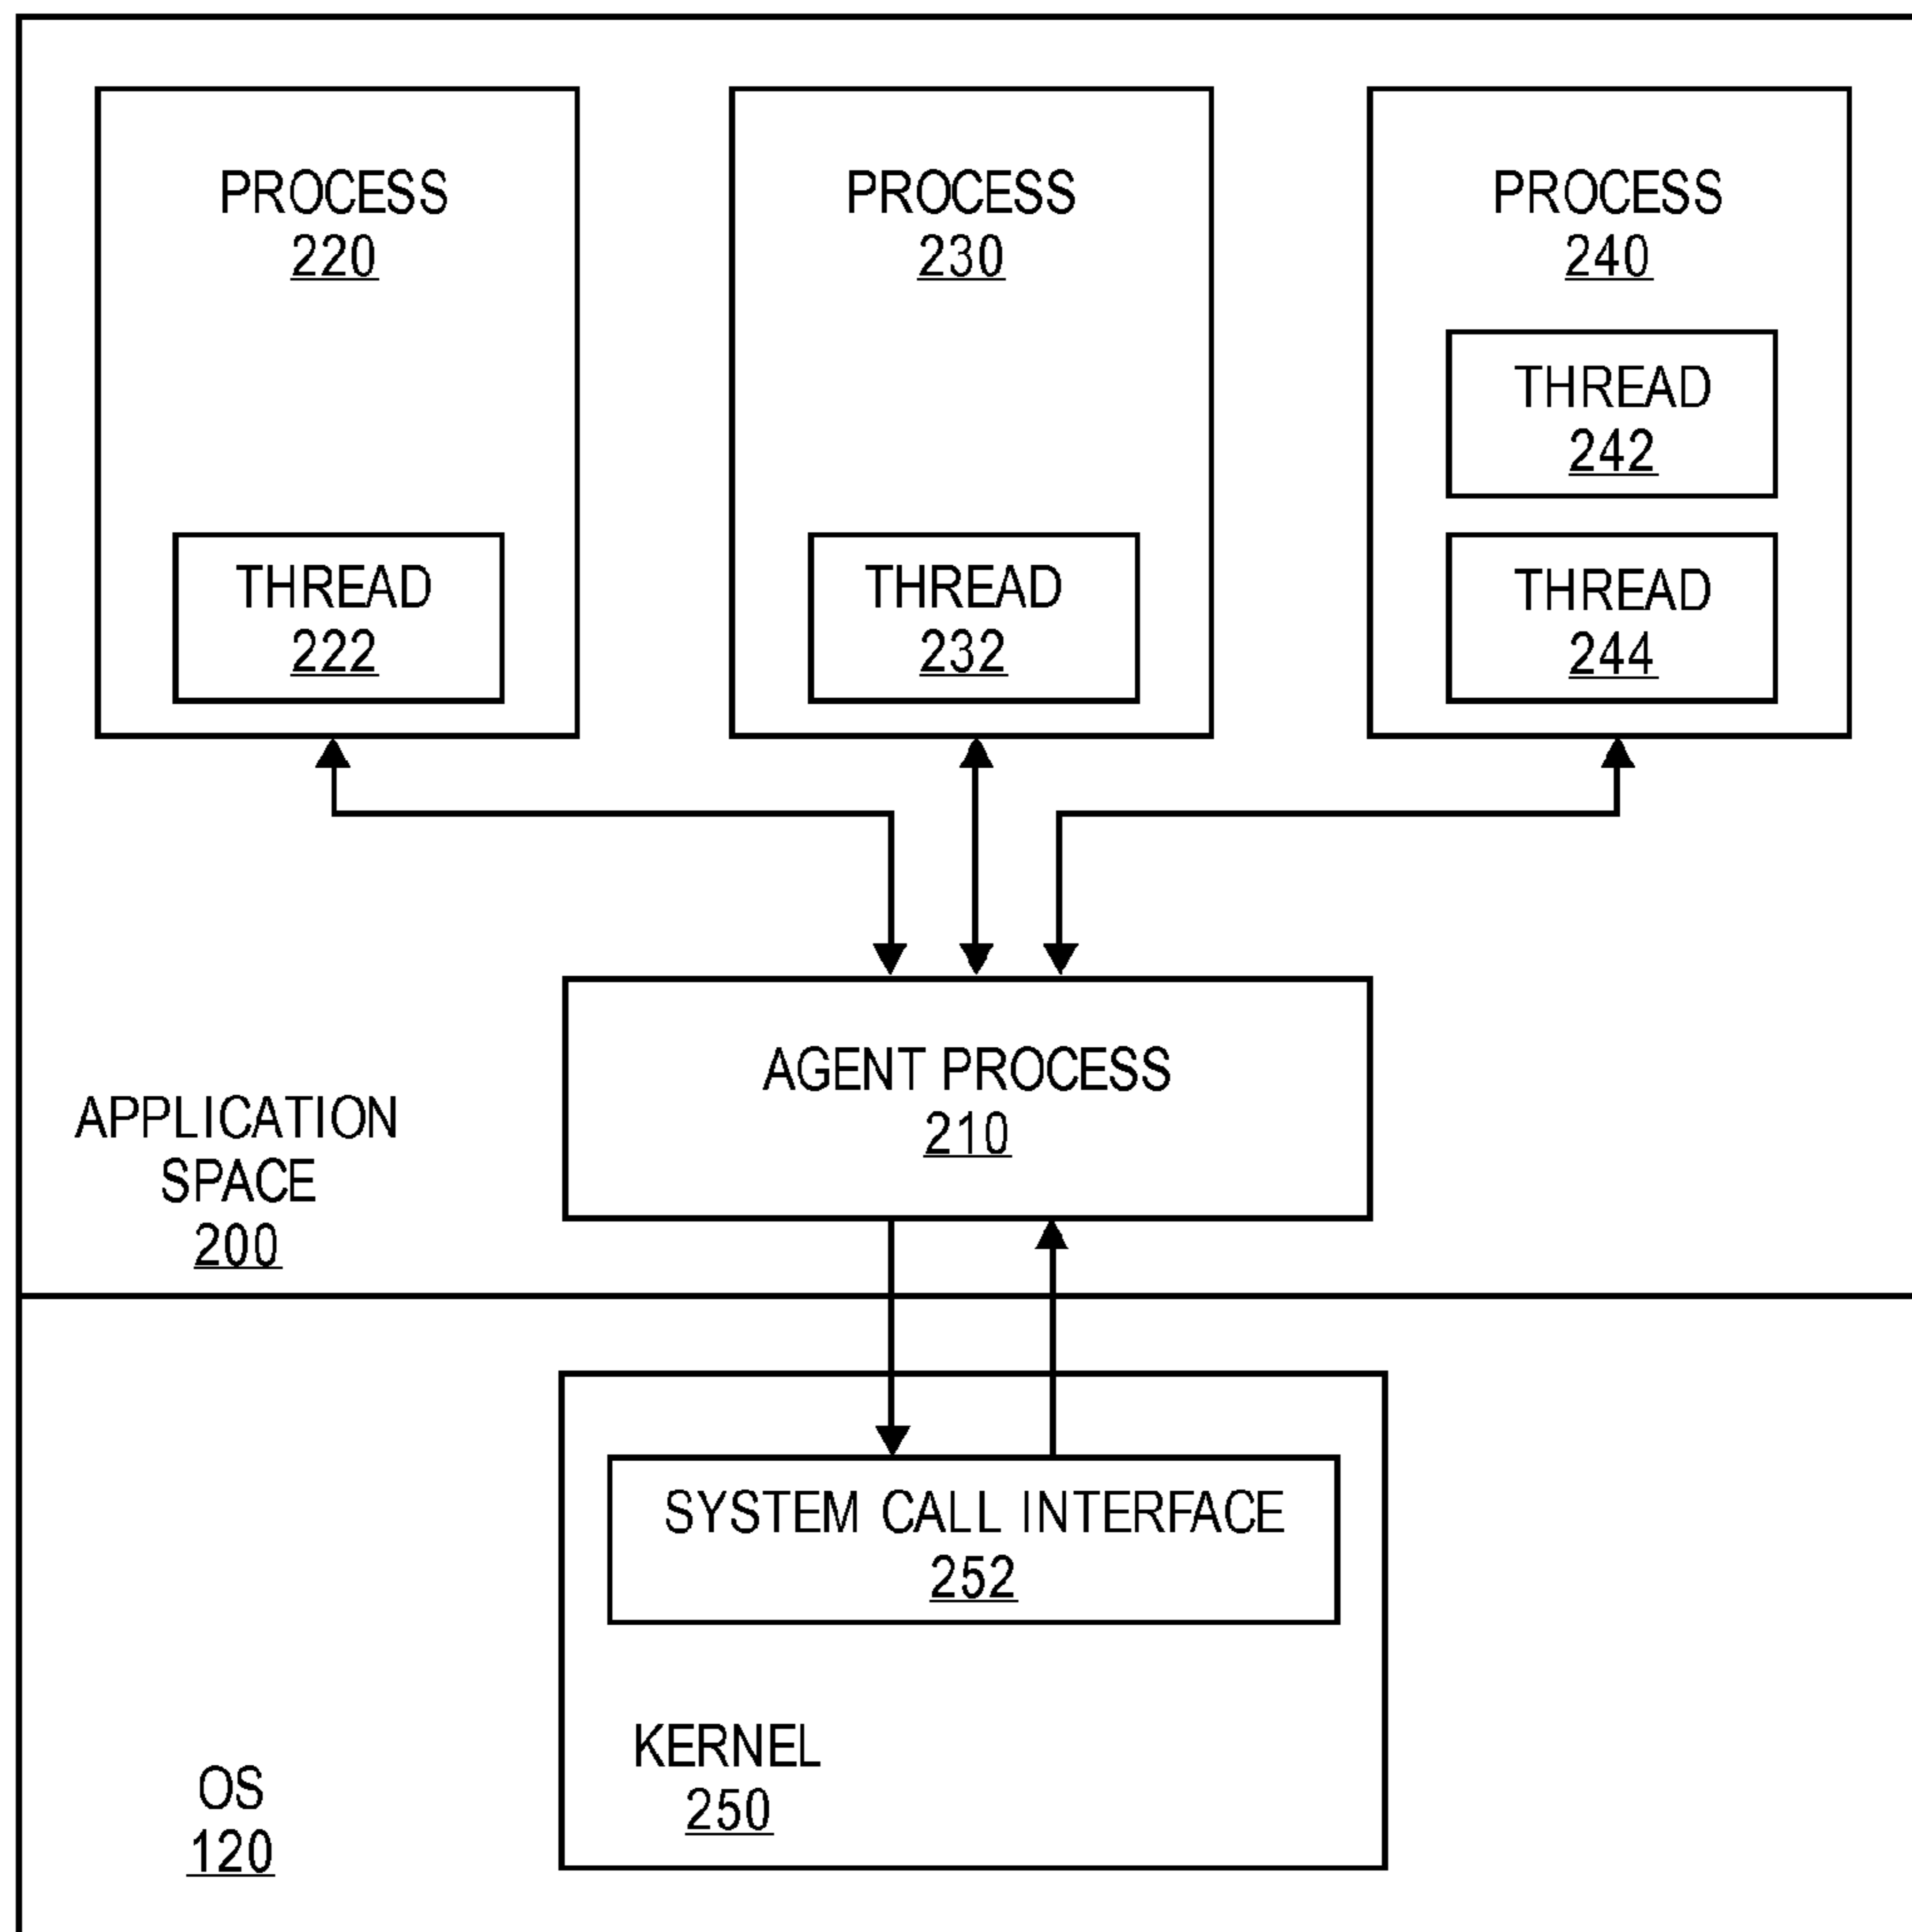 PROCESS
220
PROCESS
230
PROCESS
240
THREAD
242
THREAD
222
THREAD
232
THREAD
244
AGENT PROCESS
210
APPLICATION
SPACE
200
SYSTEM CALL INTERFACE
252
KERNEL
250
OS
120